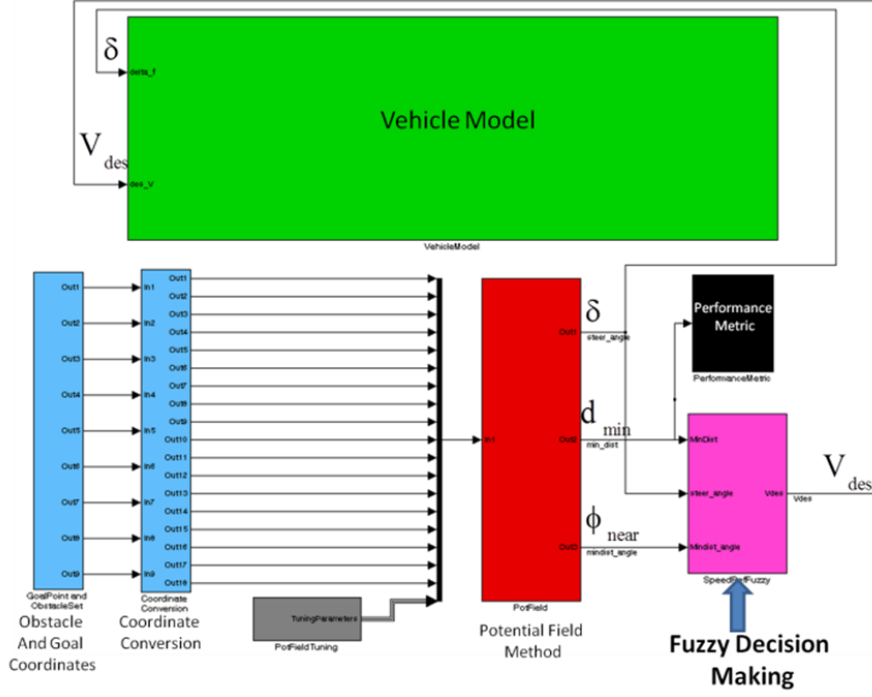 δ
delta_f
Vehicle Model
V des
des_V
VehicleModel
Out1
Out2
Out3
Out4
Out5
Out6
Out7
Out8
Out9
GoalPoint and
ObstacleSet
Obstacle
And Goal
Coordinates
In1
In2
In3
In4
In5
In6
In7
In8
In9
Out1
Out2
Out3
Out4
Out5
Out6
Out7
Out8
Out9
Out10
Out11
Out12
Out13
Out14
Out15
Out16
Out17
Out18
Coordinate
Conversion
Coordinate
Conversion
TuningParameters
PotFieldTuning
In1
Out1
Out2
Out3
PotField
Potential Field
Method
δ
steer_angle
d min
min_dist
ϕ near
mindist_angle
Performance
Metric
PerformanceMetric
MinDist
steer_angle
Mindist_angle
Vdes
SpeedRefFuzzy
V des
Vdes
Fuzzy Decision
Making